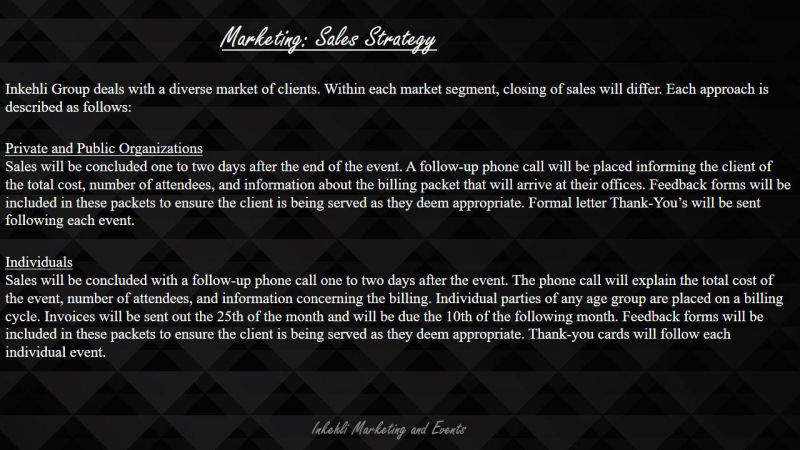 Marketing: Sales Strategy
Inkehli Group deals with a diverse market of clients. Within each market segment, closing of sales will differ. Each approach is
described as follows:
Private and Public Organizations
Sales will be concluded one to two days after the end of the event. A follow-up phone call will be placed informing the client of
the total cost, number of attendees, and information about the billing packet that will arrive at their offices. Feedback forms will be
included in these packets to ensure the client is being served as they deem appropriate. Formal letter Thank-You’s will be sent
following each event.
Individuals
Sales will be concluded with a follow-up phone call one to two days after the event. The phone call will explain the total cost of
the event, number of attendees, and information concerning the billing. Individual parties of any age group are placed on a billing
cycle. Invoices will be sent out the 25th of the month and will be due the 10th of the following month. Feedback forms will be
included in these packets to ensure the client is being served as they deem appropriate. Thank-you cards will follow each
individual event.
Inkehli Marketing and Events